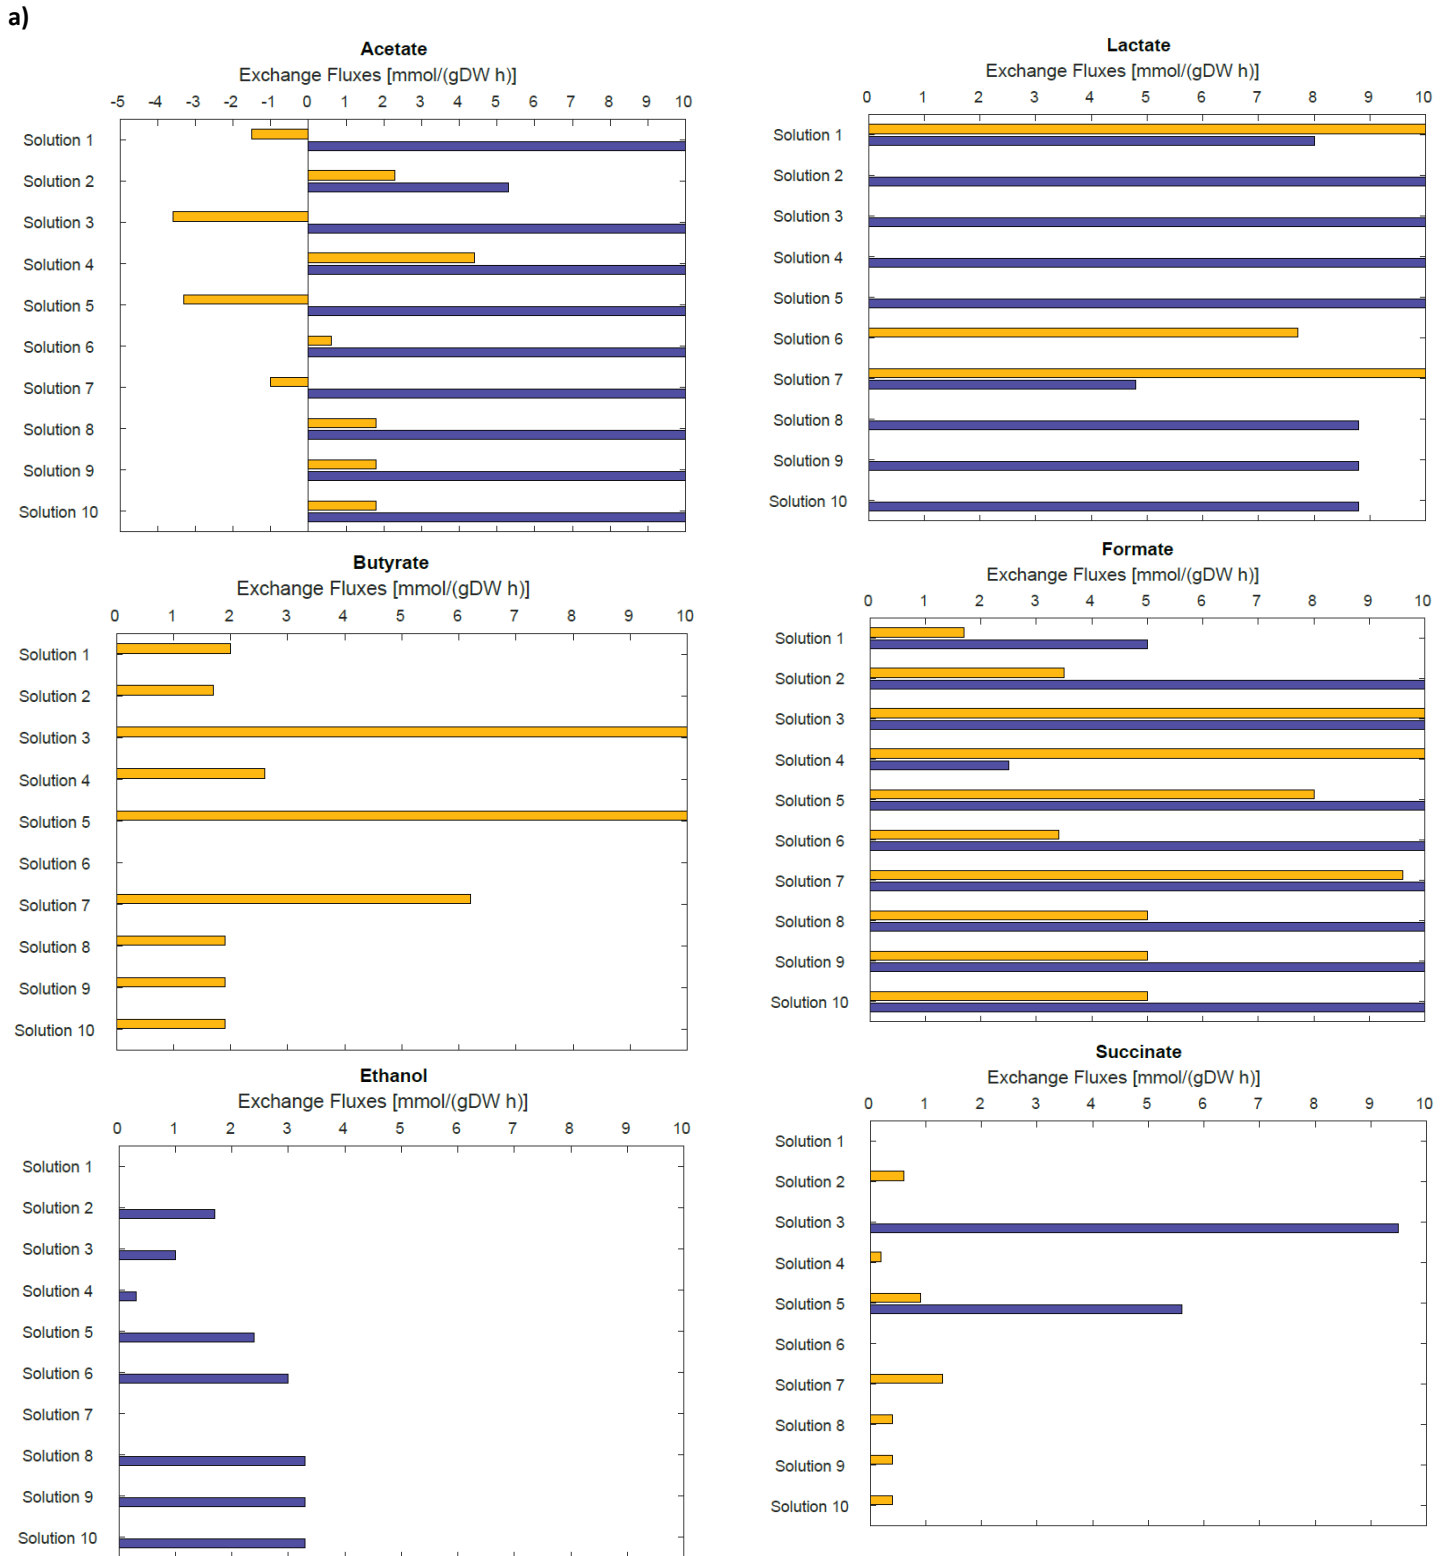 a)
Acetate
Exchange Fluxes [mmol/(gDW h)]
-5 -4 -3 -2 -1 0 1 2 3 4 5 6 7 8 9 10
Solution 1
Solution 2
Solution 3
Solution 4
Solution 5
Solution 6
Solution 7
Solution 8
Solution 9
Solution 10
Lactate
Exchange Fluxes [mmol/(gDW h)]
0 1 2 3 4 5 6 7 8 9 10
Solution 1
Solution 2
Solution 3
Solution 4
Solution 5
Solution 6
Solution 7
Solution 8
Solution 9
Solution 10
Butyrate
Exchange Fluxes [mmol/(gDW h)]
0 1 2 3 4 5 6 7 8 9 10
Solution 1
Solution 2
Solution 3
Solution 4
Solution 5
Solution 6
Solution 7
Solution 8
Solution 9
Solution 10
Formate
Exchange Fluxes [mmol/(gDW h)]
0 1 2 3 4 5 6 7 8 9 10
Solution 1
Solution 2
Solution 3
Solution 4
Solution 5
Solution 6
Solution 7
Solution 8
Solution 9
Solution 10
Ethanol
Exchange Fluxes [mmol/(gDW h)]
0 1 2 3 4 5 6 7 8 9 10
Solution 1
Solution 2
Solution 3
Solution 4
Solution 5
Solution 6
Solution 7
Solution 8
Solution 9
Solution 10
Succinate
Exchange Fluxes [mmol/(gDW h)]
0 1 2 3 4 5 6 7 8 9 10
Solution 1
Solution 2
Solution 3
Solution 4
Solution 5
Solution 6
Solution 7
Solution 8
Solution 9
Solution 10